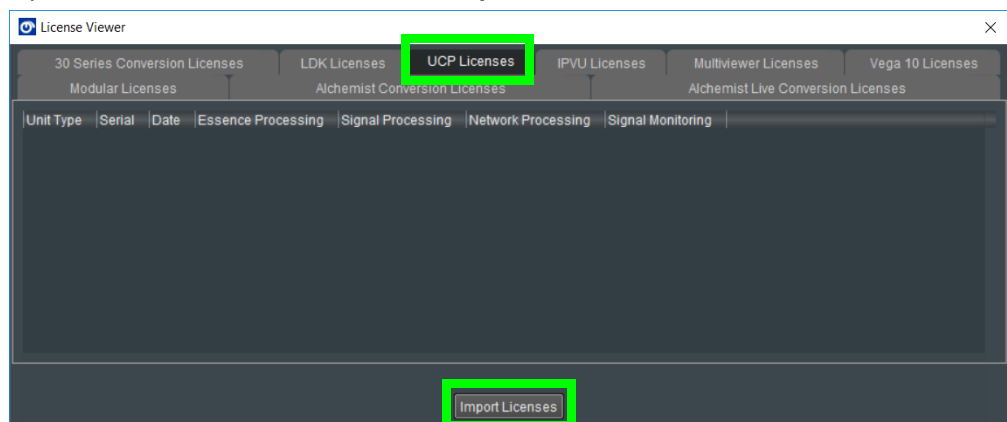 License Viewer
30 Series Conversion Licenses LDK Licenses UCP Licenses IPVU Licenses Multiviewer Licenses Vega 10 Licenses
Modular Licenses Alchemist Conversion Licenses Alchemist Live Conversion Licenses
Unit Type Serial Date Essence Processing Signal Processing Network Processing Signal Monitoring
Import Licenses